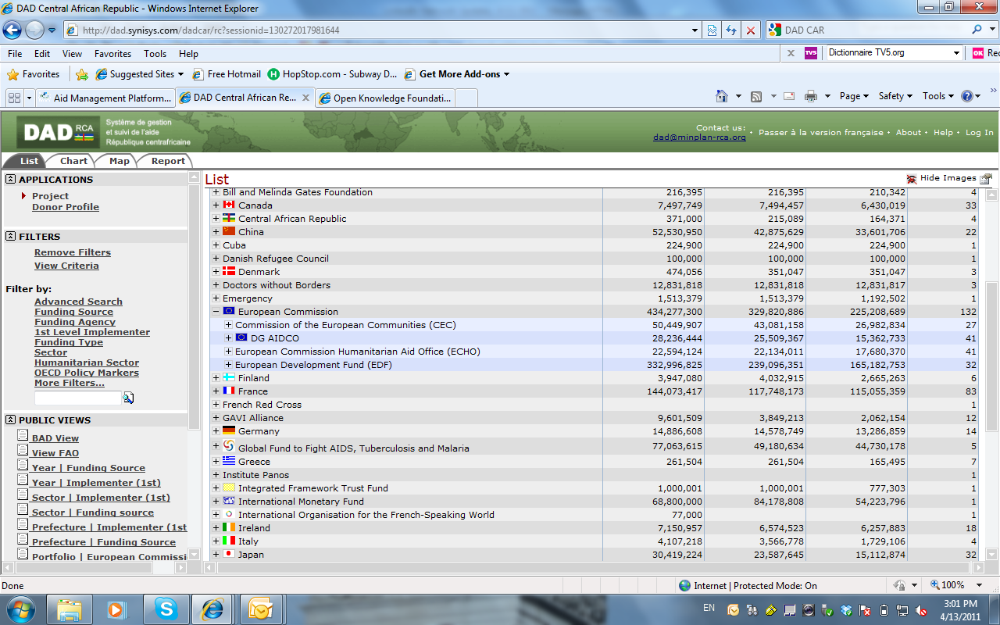 DAD Central African Republic - Windows Internet Explorer
http://dad.synisys.com/dadcar/rc?sessionid=130272017981644
DAD CAR
File Edit View Favorites Tools Help
X TV5 Dictionnaire TV5.org OK Rec
Favorites Suggested Sites Free Hotmail H HopStop.com - Subway D... Get More Add-ons
Aid Management Platform... DAD Central African Re... X Open Knowledge Foundati...
Page Safety Tools »
DAD RCA
Système de gestion
et suivi de l'aide
République centrafricaine
Contact us:
dad@minplan-rca.org
Passer à la version française · About · Help · Log In
List Chart Map Report
APPLICATIONS
Project
Donor Profile
FILTERS
Remove Filters
View Criteria
Filter by:
Advanced Search
Funding Source
Funding Agency
1st Level Implementer
Funding Type
Sector
Humanitarian Sector
OECD Policy Markers
More Filters...
PUBLIC VIEWS
BAD View
View FAO
Year | Funding Source
Year | Implementer (1st)
Sector | Implementer (1st)
Sector | Funding source
Prefecture | Implementer (1st
Prefecture | Funding Source
Portfolio | European Commissi
List
Hide Images
Bill and Melinda Gates Foundation 216,395 216,395 210,342 4
Canada 7,497,749 7,494,457 6,430,019 33
Central African Republic 371,000 215,089 164,371 4
China 52,530,950 42,875,629 33,601,706 22
Cuba 224,900 224,900 224,900 1
Danish Refugee Council 100,000 100,000 100,000 1
Denmark 474,056 351,047 351,047 3
Doctors without Borders 12,831,818 12,831,818 12,831,817 3
Emergency 1,513,379 1,513,379 1,192,502 1
European Commission 434,277,300 329,820,886 225,208,689 132
Commission of the European Communities (CEC) 50,449,907 43,081,158 26,982,834 27
DG AIDCO 28,236,444 25,509,367 15,362,733 41
European Commission Humanitarian Aid Office (ECHO) 22,594,124 22,134,011 17,680,370 41
European Development Fund (EDF) 332,996,825 239,096,351 165,182,753 32
Finland 3,947,080 4,032,915 2,665,263 6
France 144,073,417 117,748,173 115,055,359 83
French Red Cross 1
GAVI Alliance 9,601,509 3,849,213 2,062,154 12
Germany 14,886,608 14,578,749 13,286,859 14
Global Fund to Fight AIDS, Tuberculosis and Malaria 77,063,615 49,180,634 44,730,178 5
Greece 261,504 261,504 165,495 7
Institute Panos 1
Integrated Framework Trust Fund 1,000,001 1,000,001 777,303 1
International Monetary Fund 68,800,000 84,178,808 54,223,796 1
International Organisation for the French-Speaking World 77,000 1
Ireland 7,150,957 6,574,523 6,257,883 18
Italy 4,107,218 3,566,778 1,729,106 4
Japan 30,419,224 23,587,645 15,112,874 32
Done
Internet | Protected Mode: On
100%
EN
3:01 PM
4/13/2011